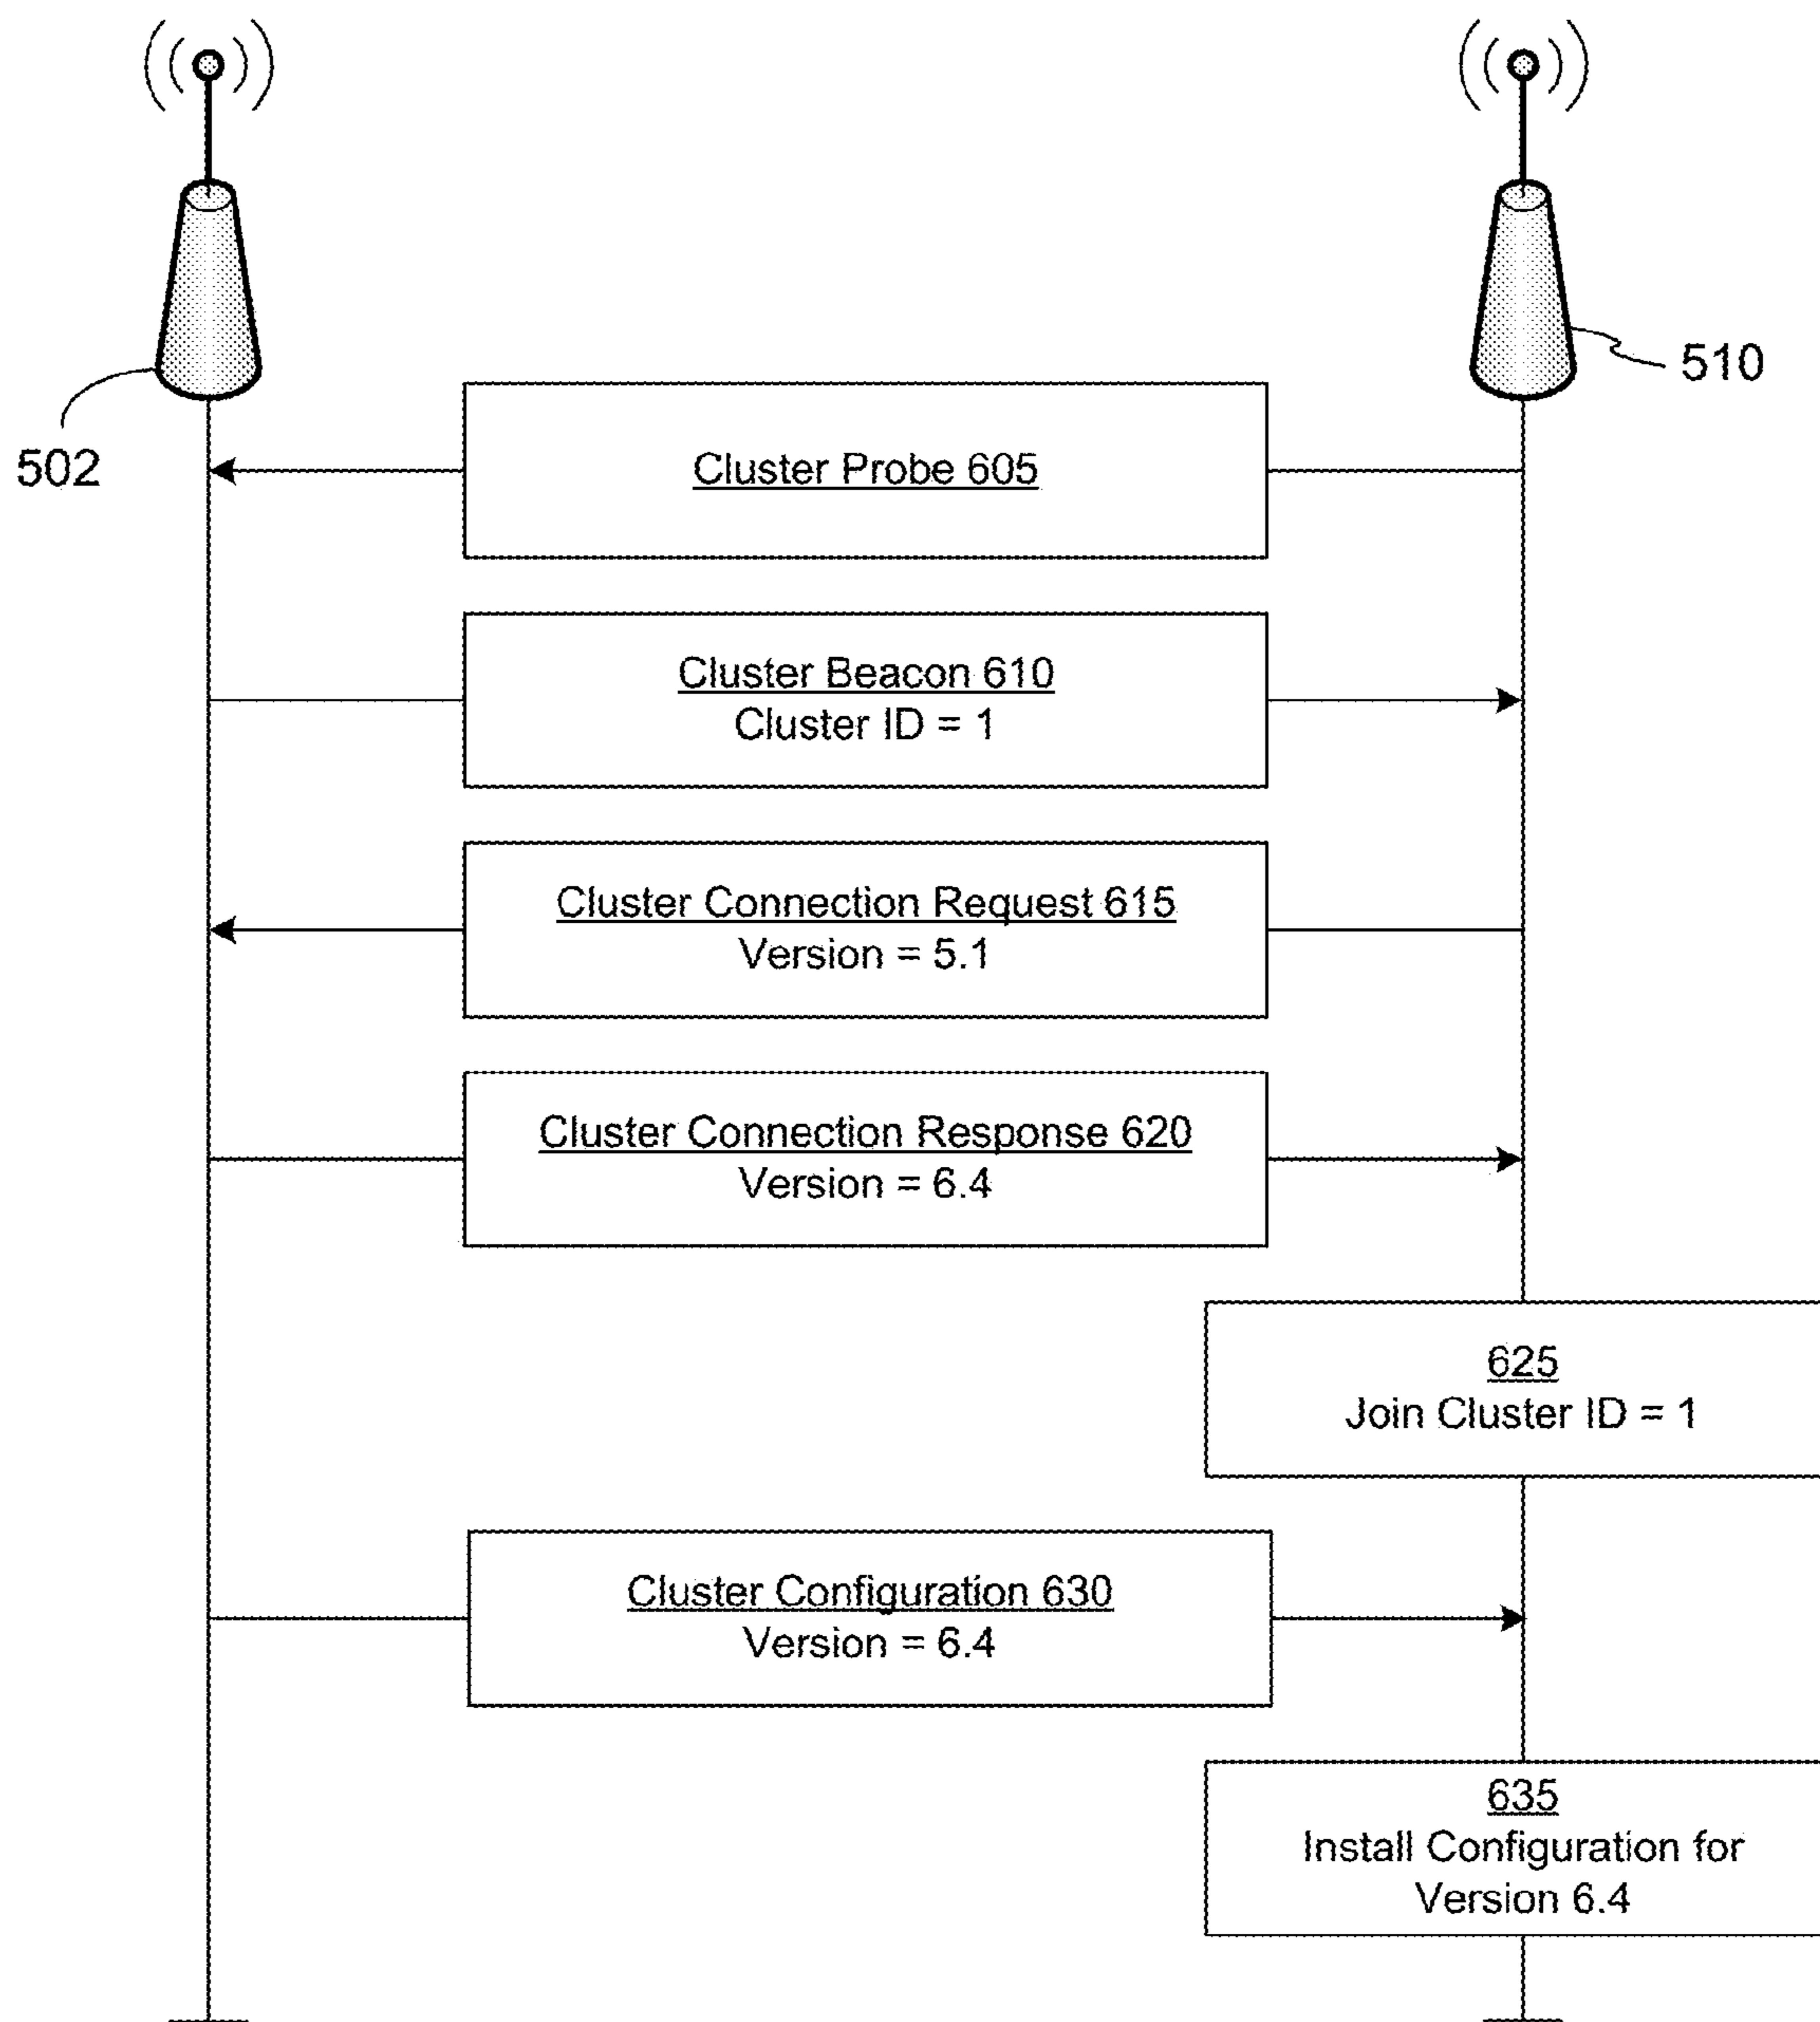 510
502
Cluster Probe 605
Cluster Beacon 610
Cluster ID = 1
Cluster Connection Request 615
Version = 5.1
Cluster Connection Response 620
Version = 6.4
625
Join Cluster ID = 1
Cluster Configuration 630
Version = 6.4
635
Install Configuration for
Version 6.4